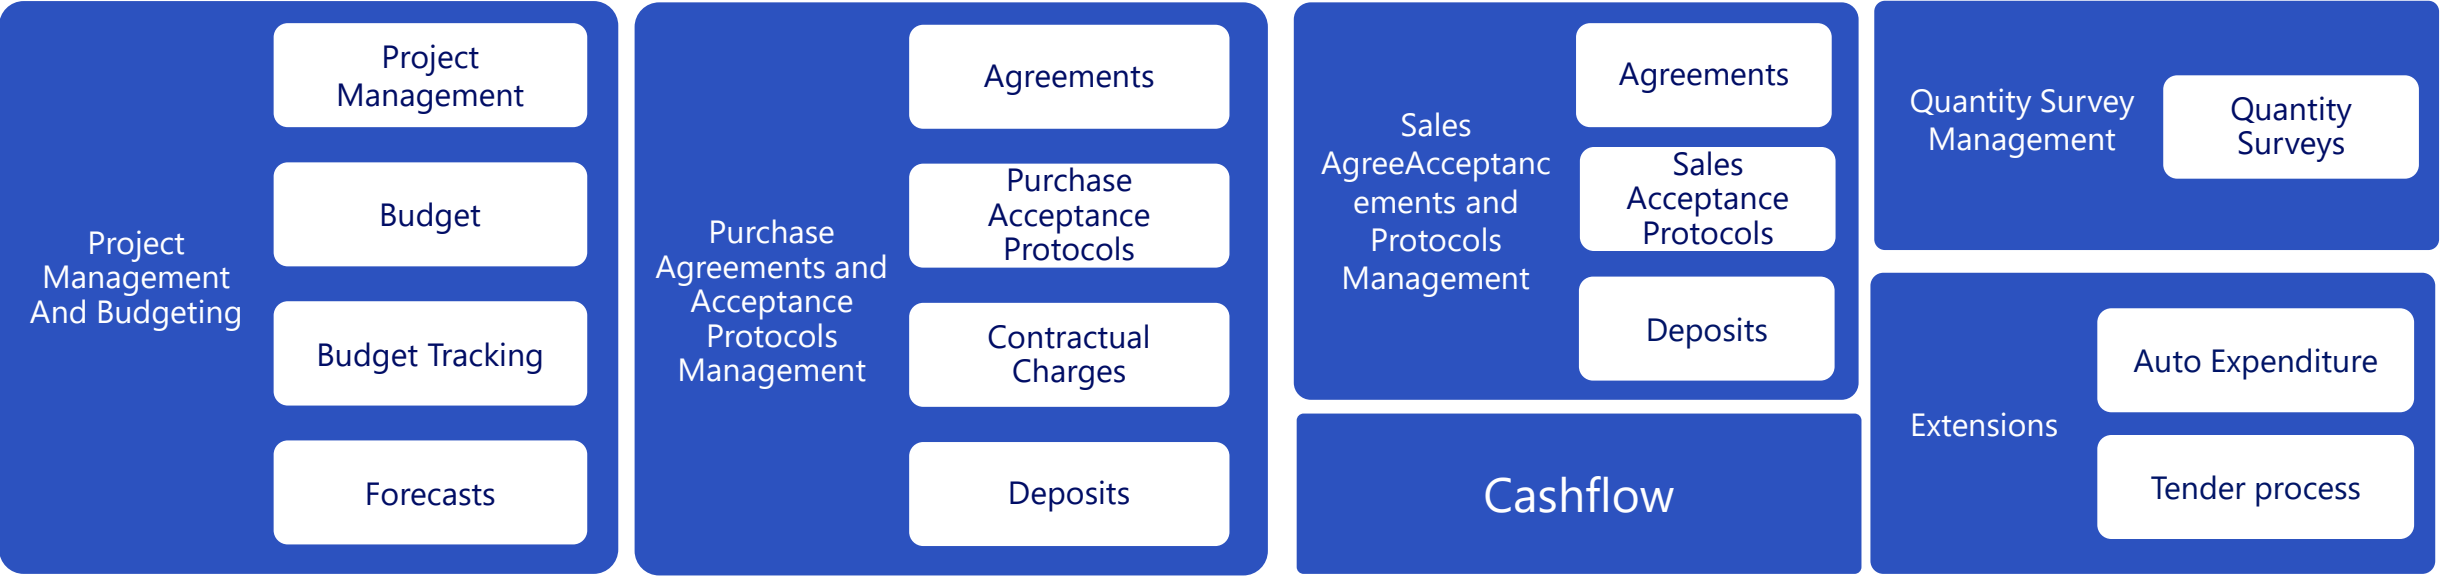 Project
Management
And Budgeting
Project
Management
Budget
Budget Tracking
Forecasts
Purchase
Agreements and
Acceptance
Protocols
Management
Agreements
Purchase
Acceptance
Protocols
Contractual
Charges
Deposits
Sales
AgreeAcceptanc
ements and
Protocols
Management
Agreements
Sales
Acceptance
Protocols
Deposits
Cashflow
Quantity Survey
Management
Quantity
Surveys
Extensions
Auto Expenditure
Tender process